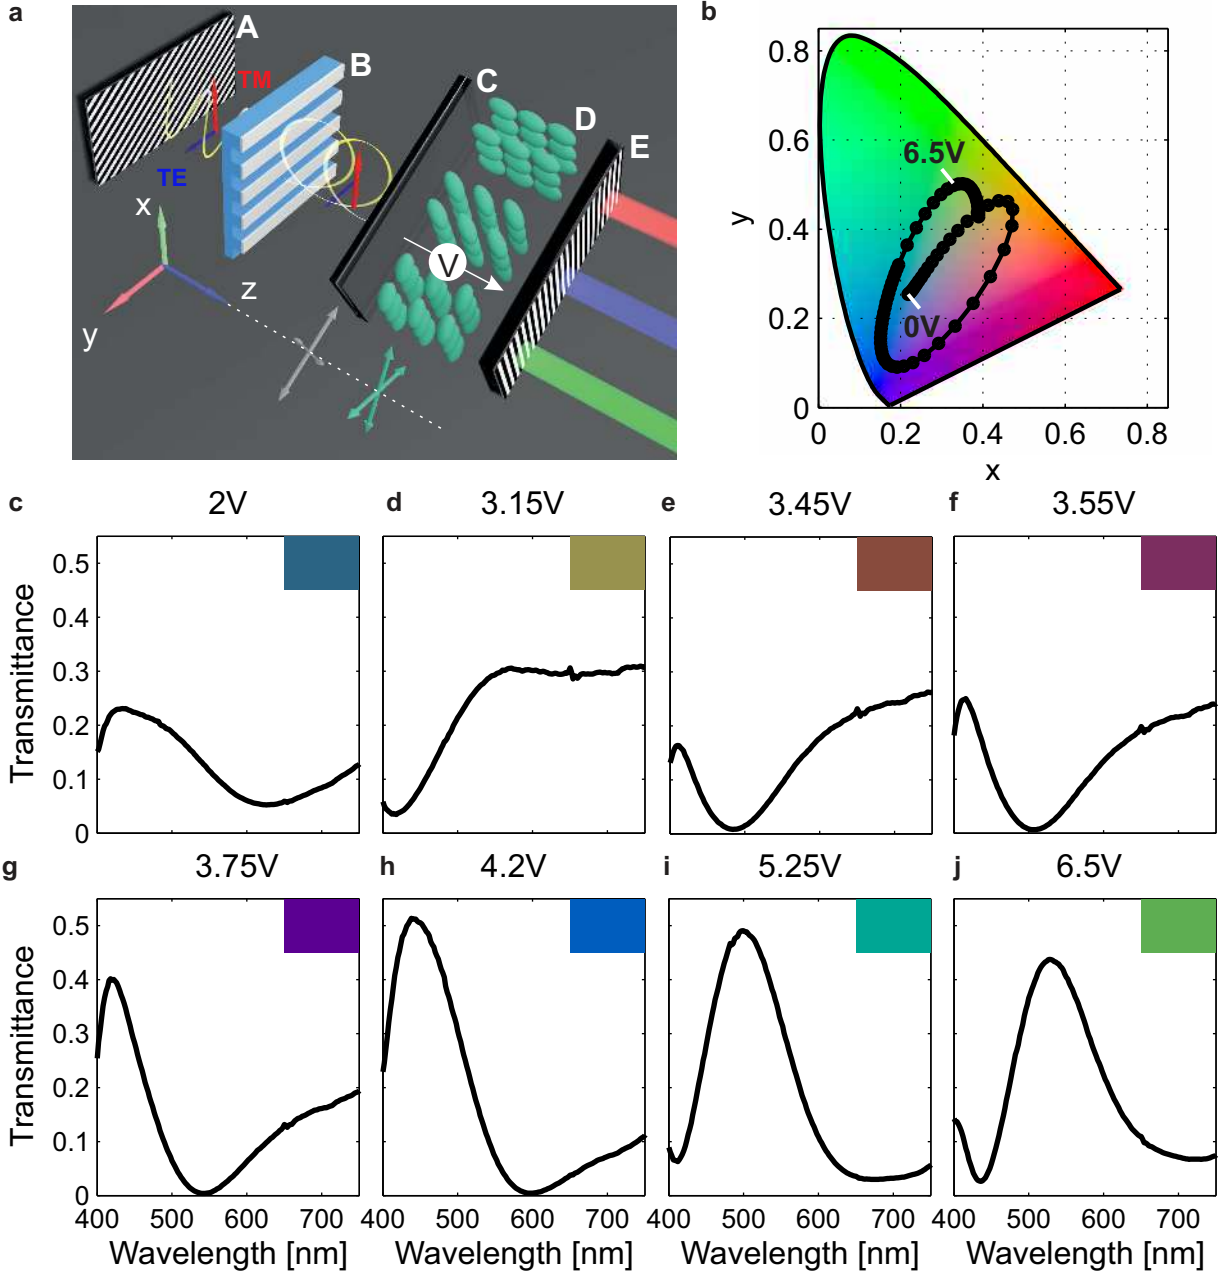 a
A
B
C
D
E
TM
TE
x
y
z
V
b
0.8
0.6
0.4
0.2
0
y
6.5V
0V
0 0.2 0.4 0.6 0.8
x
c 2V
d 3.15V
e 3.45V
f 3.55V
Transmittance
0.5
0.4
0.3
0.2
0.1
0
g 3.75V
h 4.2V
i 5.25V
j 6.5V
Transmittance
0.5
0.4
0.3
0.2
0.1
0
400 500 600 700 400 500 600 700 400 500 600 700 400 500 600 700
Wavelength [nm] Wavelength [nm] Wavelength [nm] Wavelength [nm]